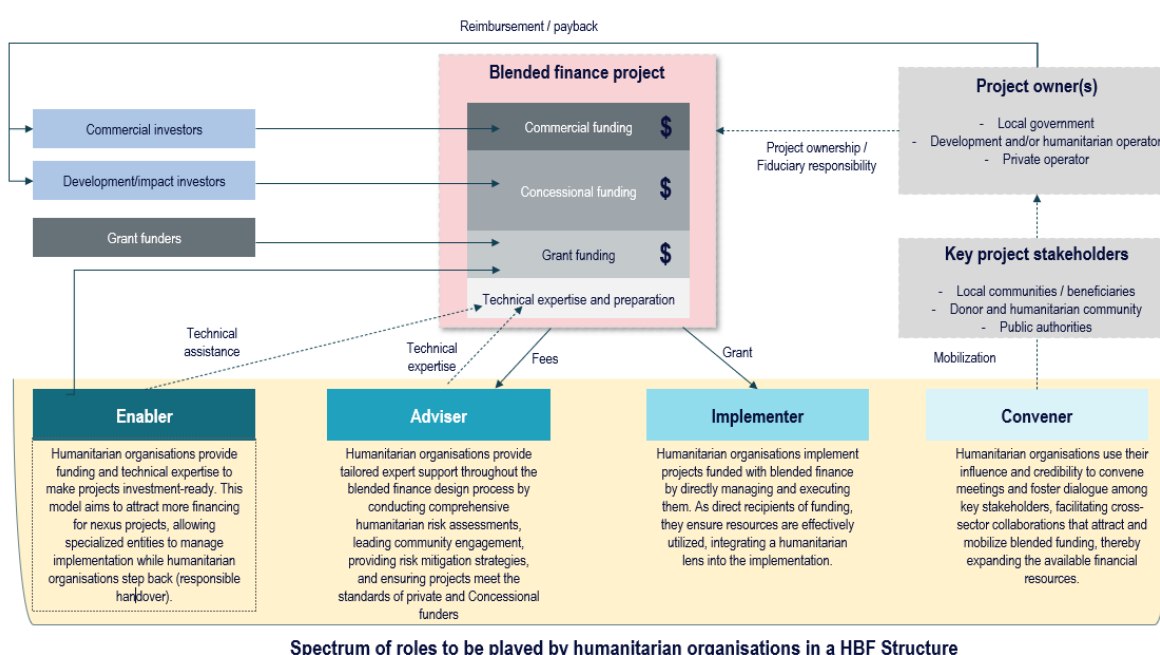 Reimbursement / payback
Blended finance project
Commercial funding $
Concessional funding $
Grant funding $
Technical expertise and preparation
Commercial investors
Development/impact investors
Grant funders
Project owner(s)
- Local government
- Development and/or humanitarian operator
- Private operator
Project ownership /
Fiduciary responsibility
Key project stakeholders
- Local communities / beneficiaries
- Donor and humanitarian community
- Public authorities
Technical
assistance
Technical
expertise
Fees
Grant
Mobilization
Enabler
Humanitarian organisations provide
funding and technical expertise to
make projects investment-ready. This
model aims to attract more financing
for nexus projects, allowing
specialized entities to manage
implementation while humanitarian
organisations step back (responsible
handover).
Adviser
Humanitarian organisations provide
tailored expert support throughout the
blended finance design process by
conducting comprehensive
humanitarian risk assessments,
leading community engagement,
providing risk mitigation strategies,
and ensuring projects meet the
standards of private and Concessional
funders
Implementer
Humanitarian organisations implement
projects funded with blended finance
by directly managing and executing
them. As direct recipients of funding,
they ensure resources are effectively
utilized, integrating a humanitarian
lens into the implementation.
Convener
Humanitarian organisations use their
influence and credibility to convene
meetings and foster dialogue among
key stakeholders, facilitating cross-
sector collaborations that attract and
mobilize blended funding, thereby
expanding the available financial
resources.
Spectrum of roles to be played by humanitarian organisations in a HBF Structure